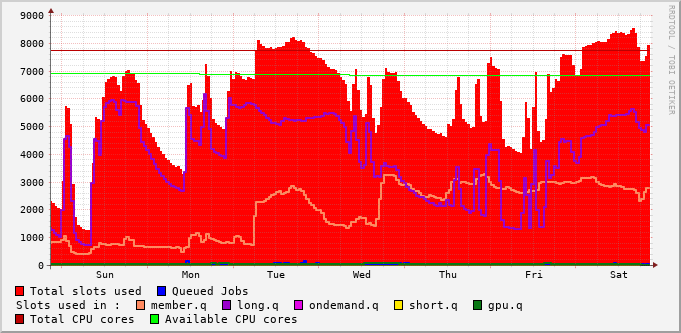 9000
8000
7000
6000
5000
4000
3000
2000
1000
0
Sun Mon Tue Wed Thu Fri Sat
RRDTOOL / TOBI OETIKER
Total slots used Queued Jobs
Slots used in : member.q long.q ondemand.q short.q gpu.q
Total CPU cores Available CPU cores